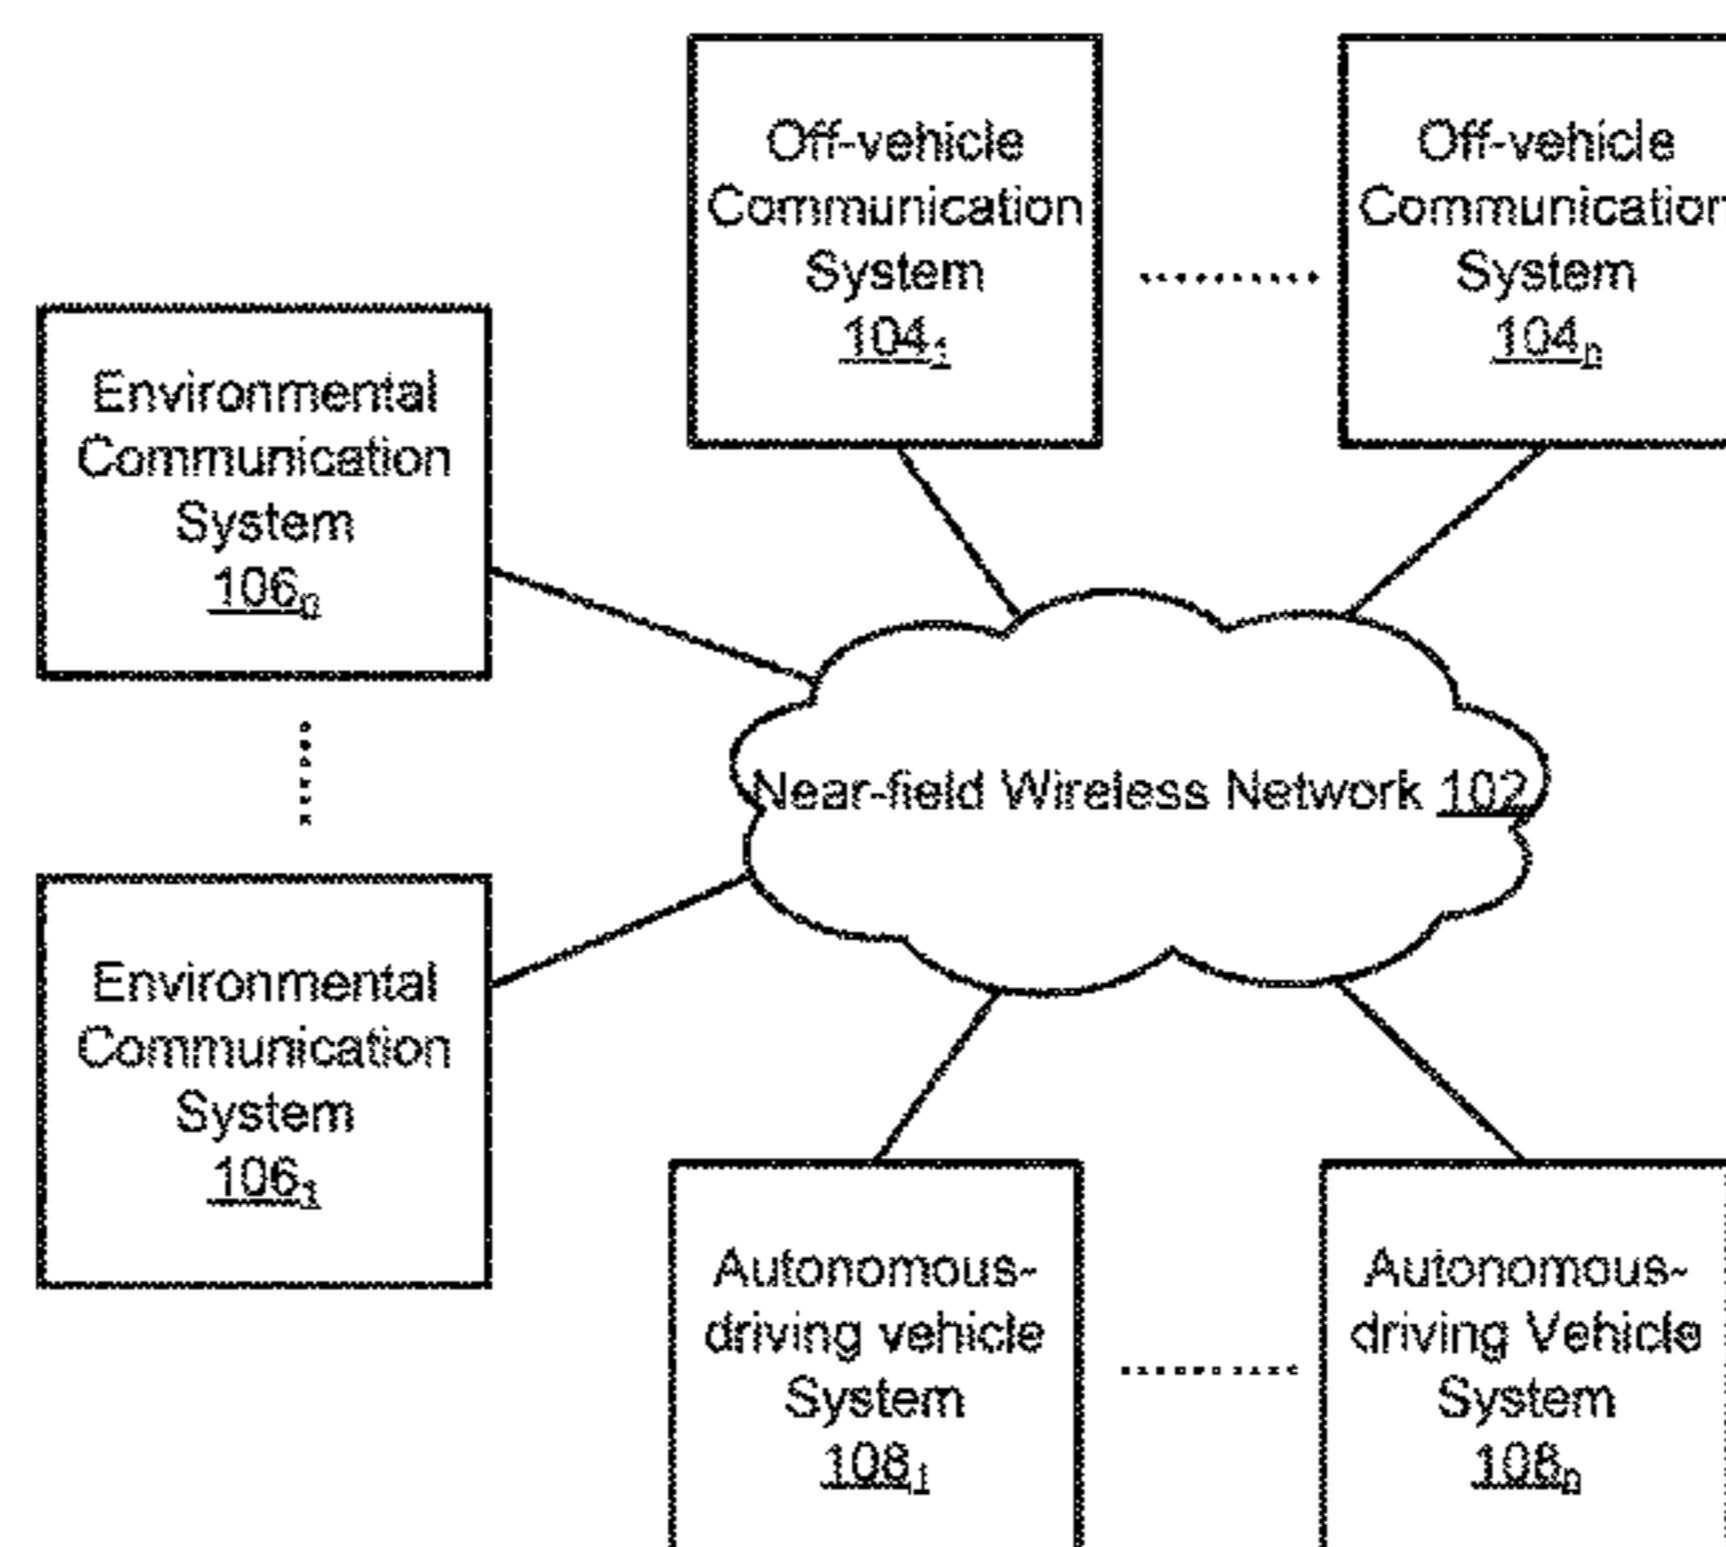 Off-vehicle
Communication
System
104₁
Off-vehicle
Communication
System
104ₙ
Environmental
Communication
System
106ₙ
Near-field Wireless Network 102
Environmental
Communication
System
106₁
Autonomous-
driving vehicle
System
108₁
Autonomous-
driving Vehicle
System
108ₙ